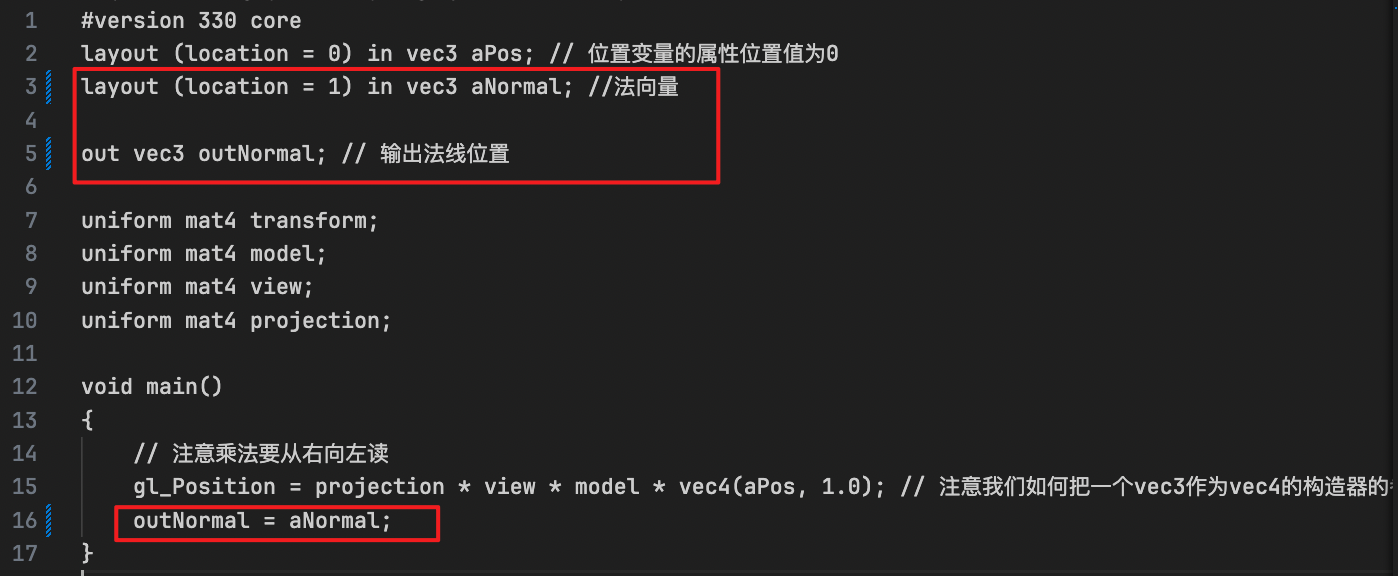 1 #version 330 core
2 layout (location = 0) in vec3 aPos; // 位置变量的属性位置值为0
3 layout (location = 1) in vec3 aNormal; //法向量
4
5 out vec3 outNormal; // 输出法线位置
6
7 uniform mat4 transform;
8 uniform mat4 model;
9 uniform mat4 view;
10 uniform mat4 projection;
11
12 void main()
13 {
14 // 注意乘法要从右向左读
15 gl_Position = projection * view * model * vec4(aPos, 1.0); // 注意我们如何把一个vec3作为vec4的构造器的
16 outNormal = aNormal;
17 }